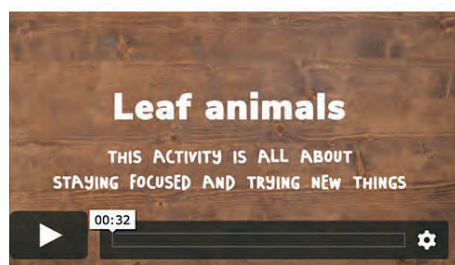 Leaf animals
THIS ACTIVITY IS ALL ABOUT
STAYING FOCUSED AND TRYING NEW THINGS
00:32